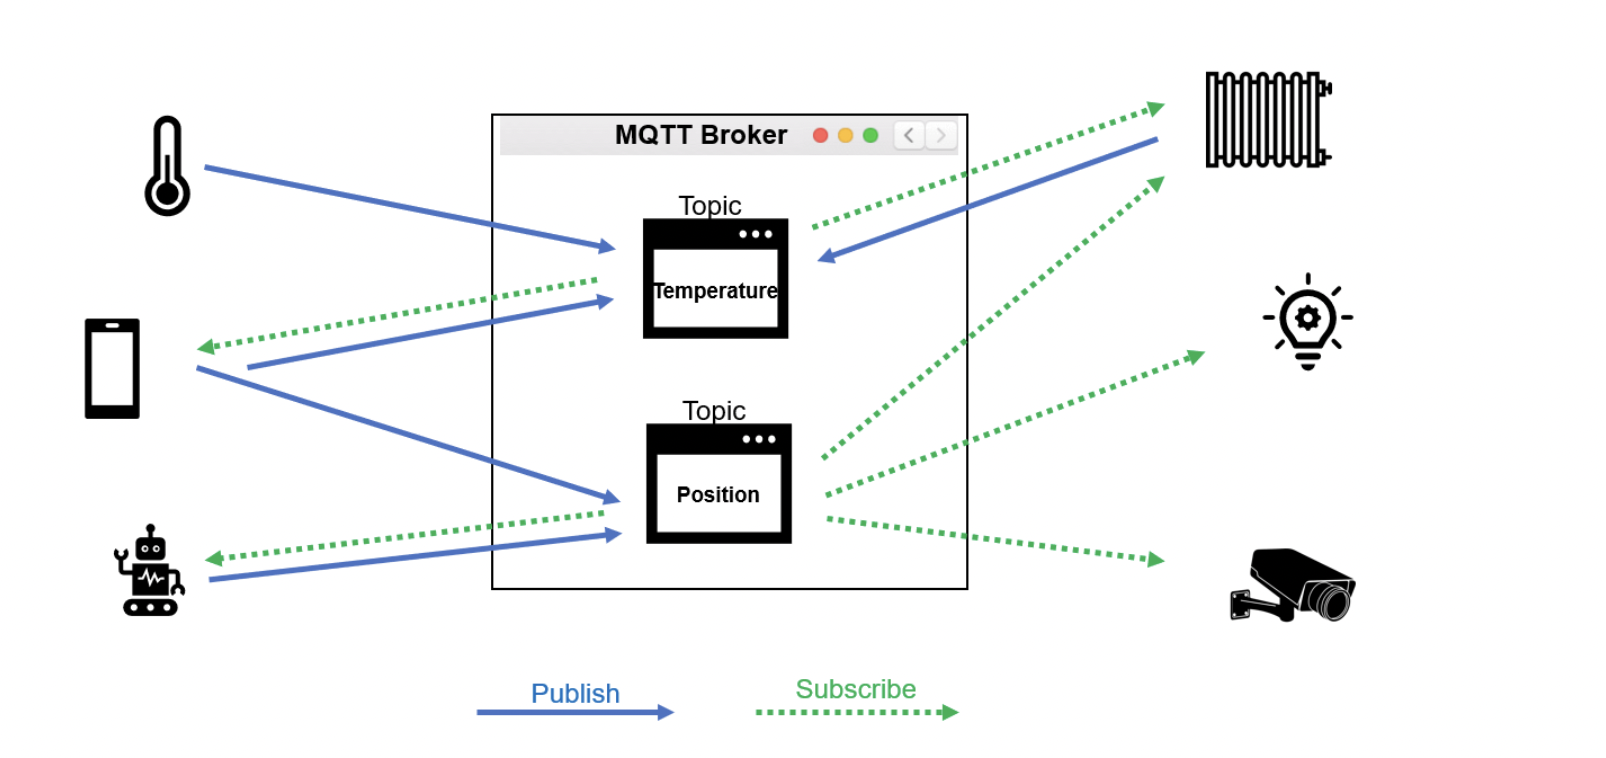 MQTT Broker
Topic
Temperature
Topic
Position
Publish
Subscribe